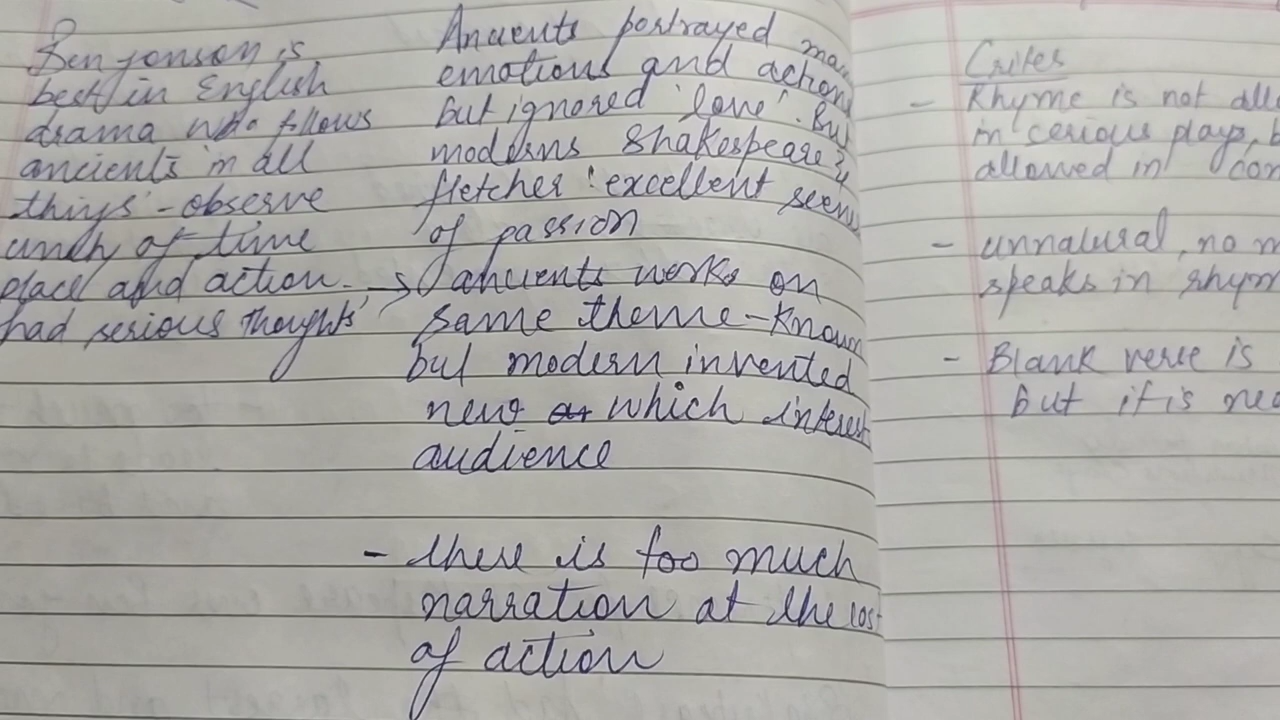 Ben Jonson is
best in English
drama who follows
ancients in all
things - observe
unity of time
place and action.
had serious thoughts
Ancients portrayed
emotions and actions
but ignored 'love'. But
moderns Shakespeare &
fletcher 'excellent
of passion
→ ancients works on
same theme - known
but modern invented
new which interest
audience
- there is too much
narration at the cost
of action
Crites
- Rhyme is not
in serious plays,
allowed in
- unnatural, no
speaks in
- Blank verse is
but if is